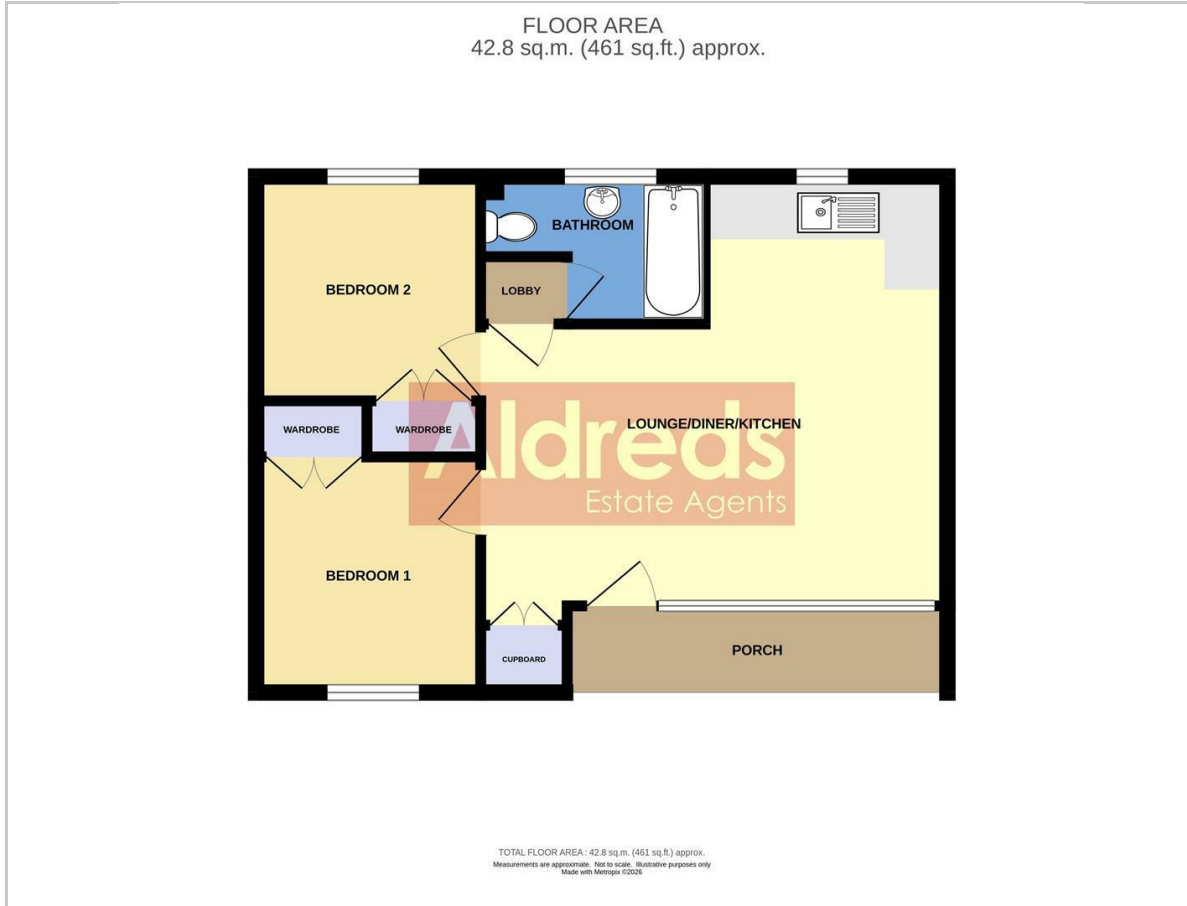 FLOOR AREA
42.8 sq.m. (461 sq.ft.) approx.
BATHROOM
BEDROOM 2
LOBBY
WARDROBE
WARDROBE
LOUNGE/DINER/KITCHEN
Aldreds
Estate Agents
BEDROOM 1
CUPBOARD
PORCH
TOTAL FLOOR AREA : 42.8 sq.m. (461 sq.ft.) approx.
Measurements are approximate. Not to scale. Illustrative purposes only
Made with Metropix ©2026